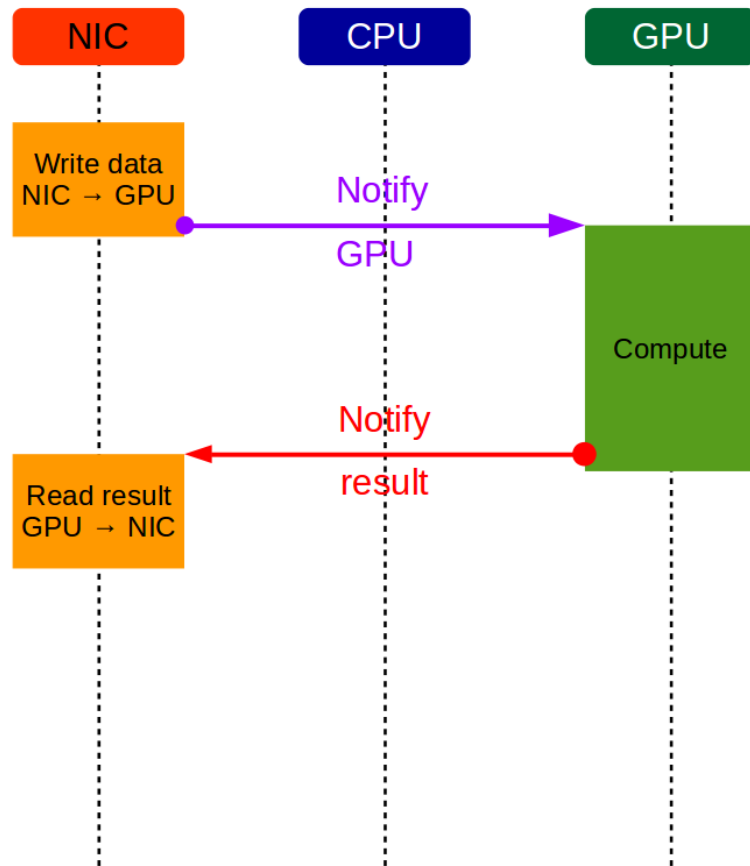 NIC
CPU
GPU
Write data
NIC → GPU
Notify
GPU
Compute
Notify
result
Read result
GPU → NIC